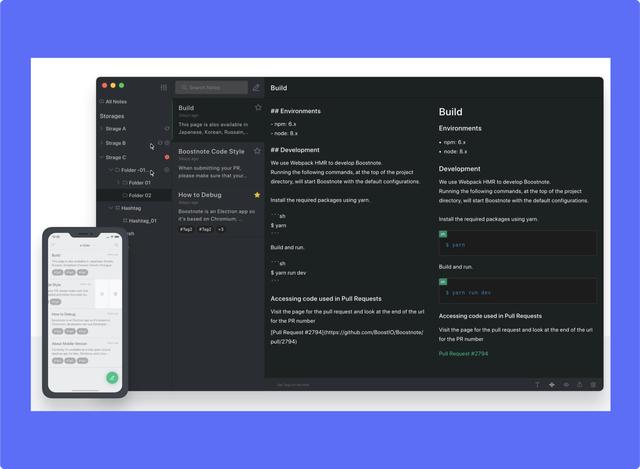 All Notes
Storages
Strage A
Strage B
Strage C
Folder -01...
Folder 01
Folder 02
Hashtag
Hashtag_01
Search Notes
Build
This page is also available in
Japanese, Korean, Russain,...
Boostnote Code Style
When submitting your PR,
please make sure that your...
How to Debug
Boostnote is an Electron app so
it's based on Chromium; ...
#Tag2 #Tag2 +3
Build
## Environments
- npm: 6.x
- node: 8.x
## Development
We use Webpack HMR to develop Boostnote.
Running the following commands, at the top of the project
directory, will start Boostnote with the default configurations.
Install the required packages using yarn.
```sh
$ yarn
```
Build and run.
```sh
$ yarn run dev
```
Accessing code used in Pull Requests
Visit the page for the pull request and look at the end of the url
for the PR number
[Pull Request #2794](https://github.com/BoostIO/Boostnote/
pull/2794)
Build
Environments
• npm: 6.x
• node: 8.x
Development
We use Webpack HMR to develop Boostnote.
Running the following commands, at the top of the project
directory, will start Boostnote with the default configurations.
Install the required packages using yarn.
sh
$ yarn
Build and run.
sh
$ yarn run dev
Accessing code used in Pull Requests
Visit the page for the pull request and look at the end of the url
for the PR number
Pull Request #2794
Build
How to Debug
About Mobile Version